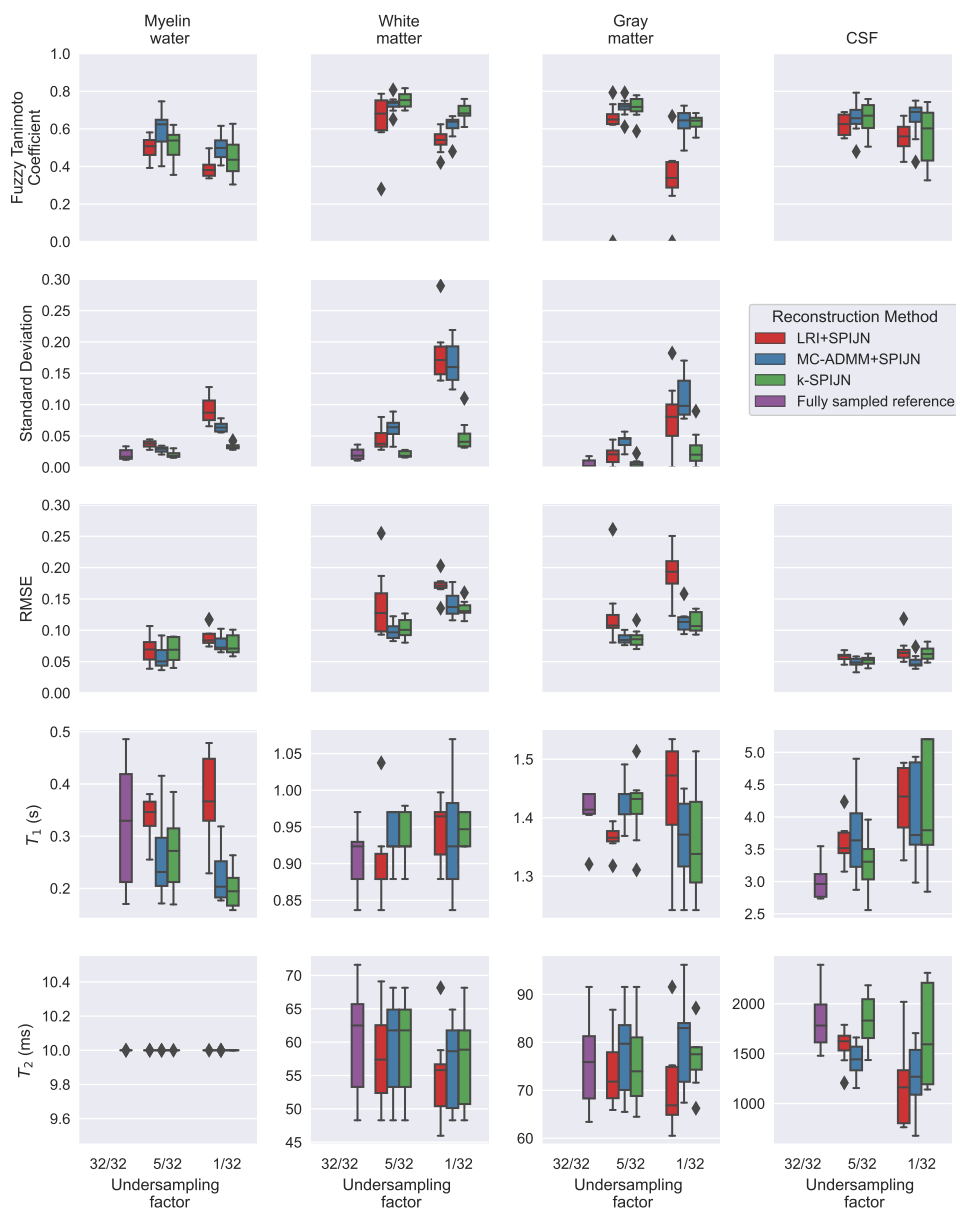 Myelin water
White matter
Gray matter
CSF
Fuzzy Tanimoto Coefficient
1.0
0.8
0.6
0.4
0.2
0.0
Standard Deviation
0.30
0.25
0.20
0.15
0.10
0.05
0.00
Reconstruction Method
LRI+SPIJN
MC-ADMM+SPIJN
k-SPIJN
Fully sampled reference
RMSE
0.30
0.25
0.20
0.15
0.10
0.05
0.00
T1 (s)
0.5
0.4
0.3
0.2
1.05
1.00
0.95
0.90
0.85
1.5
1.4
1.3
5.0
4.5
4.0
3.5
3.0
2.5
T2 (ms)
10.4
10.2
10.0
9.8
9.6
70
65
60
55
50
45
90
80
70
60
2000
1500
1000
32/32 5/32 1/32
Undersampling factor
32/32 5/32 1/32
Undersampling factor
32/32 5/32 1/32
Undersampling factor
32/32 5/32 1/32
Undersampling factor